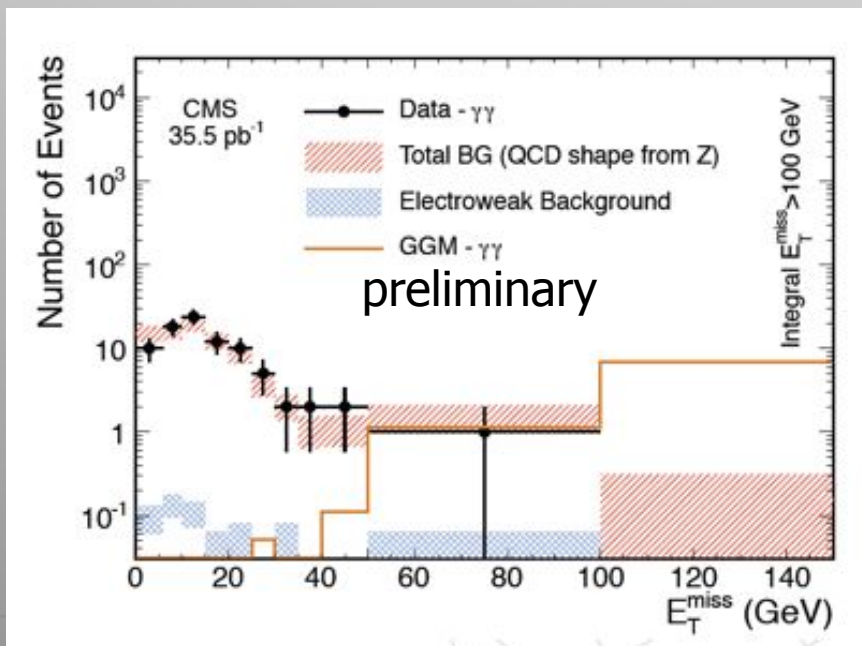 Number of Events
10⁴
10³
10²
10
1
10⁻¹
CMS
35.5 pb⁻¹
Data - γγ
Total BG (QCD shape from Z)
Electroweak Background
GGM - γγ
preliminary
Integral E_T^miss>100 GeV
0 20 40 60 80 100 120 140
E_T^miss (GeV)